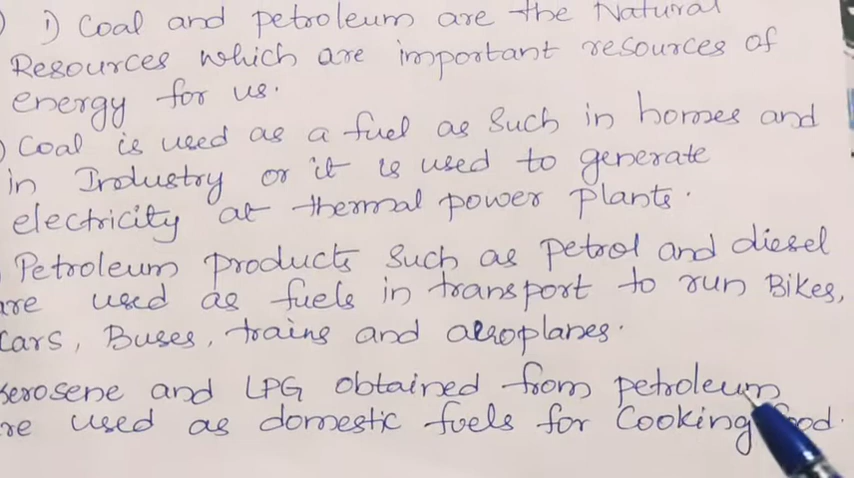 i) Coal and petroleum are the Natural
Resources which are important resources of
energy for us.
Coal is used as a fuel as such in homes and
in Industry or it is used to generate
electricity at thermal power plants.
Petroleum products such as petrol and diesel
are used as fuels in transport to run Bikes,
Cars, Buses, trains and aeroplanes.
kerosene and LPG obtained from petroleum
are used as domestic fuels for Cooking food.